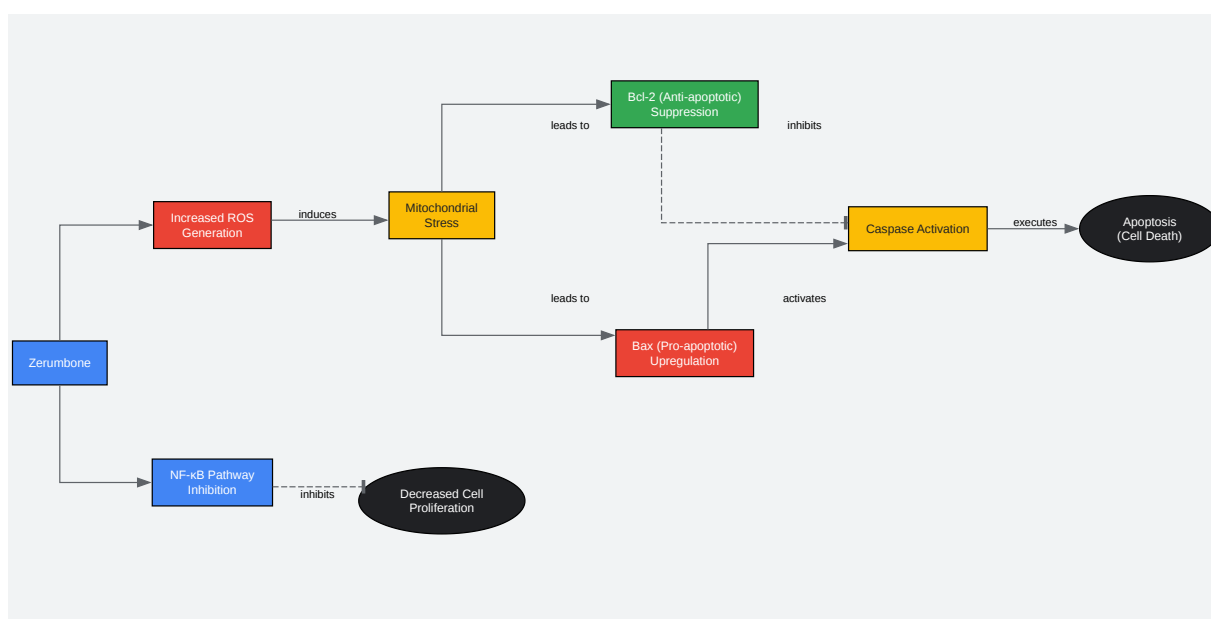 Bcl-2 (Anti-apoptotic)
Suppression
leads to
inhibits
Mitochondrial
Stress
Increased ROS
Generation
induces
Caspase Activation
executes
Apoptosis
(Cell Death)
leads to
activates
Bax (Pro-apoptotic)
Upregulation
Zerumbone
NF-κB Pathway
Inhibition
inhibits
Decreased Cell
Proliferation